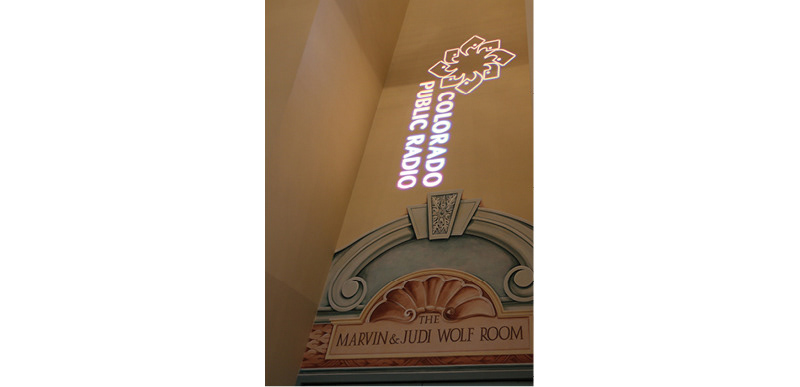 COLORADO
PUBLIC RADIO
THE
MARVIN & JUDI WOLF ROOM